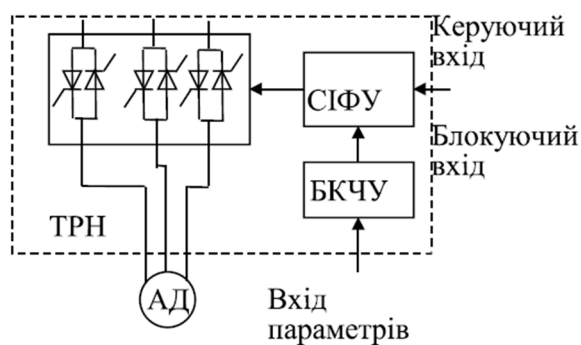 Керуючий
вхід
СІФУ
Блокуючий
вхід
БКЧУ
ТРН
АД
Вхід
параметрів